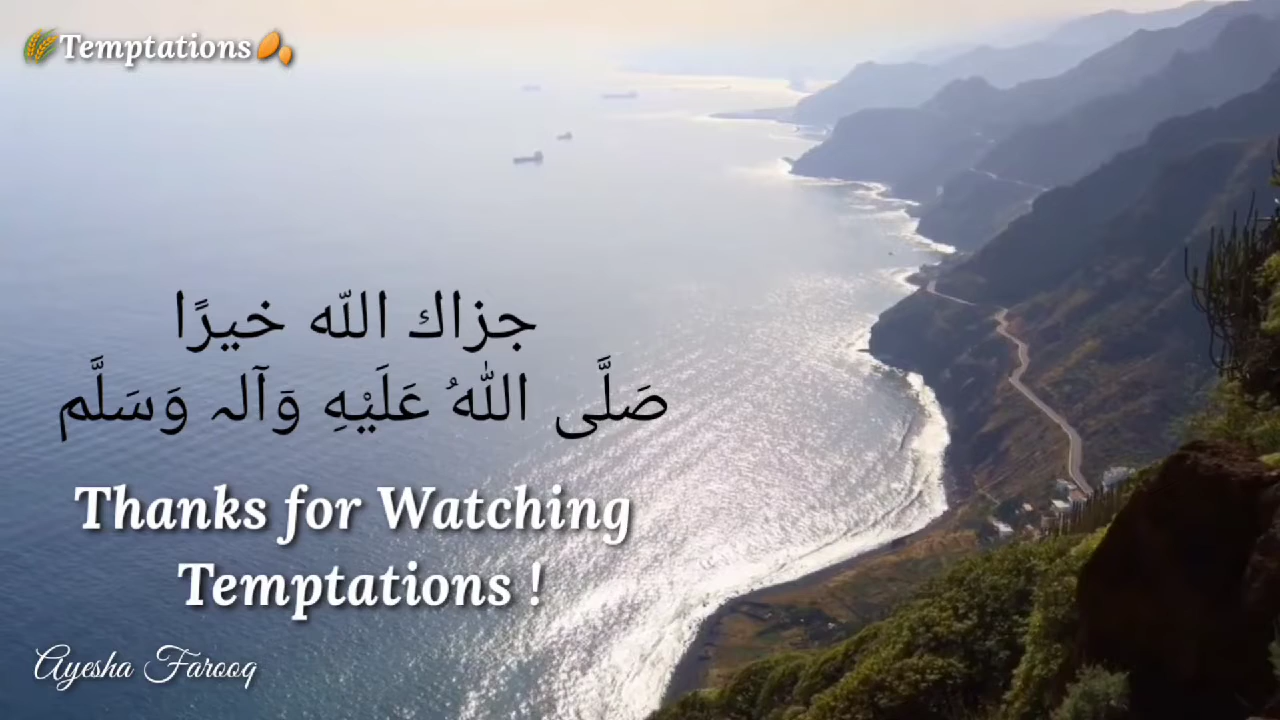 🌾Temptations🥔
جزاك اللّه خيرًا
صَلَّى اللّٰهُ عَلَيْهِ وَآلہ وَسَلَّم
Thanks for Watching
Temptations !
Ayesha Farooq